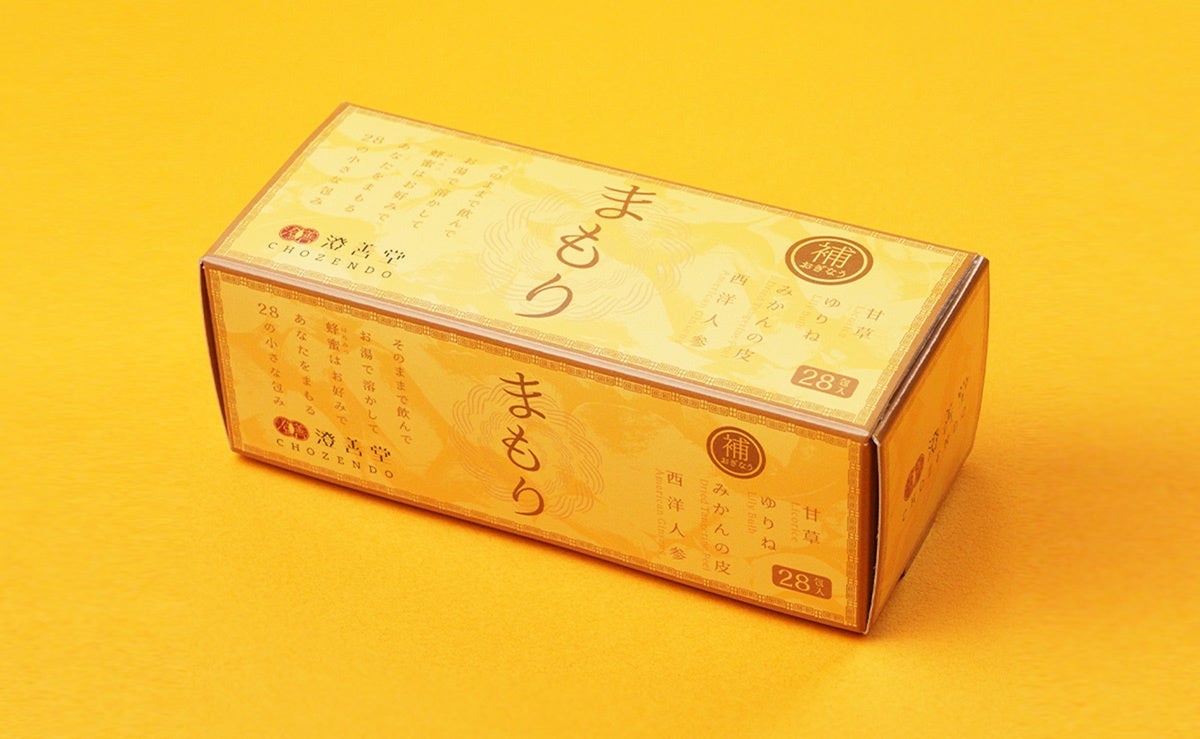 まもり
補
おぎなう
甘草
ゆりね
みかんの皮
西洋人参
28包入
そのまま飲んで
お湯で溶かして
蜂蜜はお好みで
あなたをまもる
28の小さな包み
澄善堂
CHOZENDO
まもり
補
おぎなう
甘草
Licorice
ゆりね
Lily Bulb
みかんの皮
Dried Tangerine Peel
西洋人参
American Ginseng
28包入
そのまま飲んで
お湯で溶かして
はちみつ
蜂蜜はお好みで
あなたをまもる
28の小さな包み
澄善堂
CHOZENDO